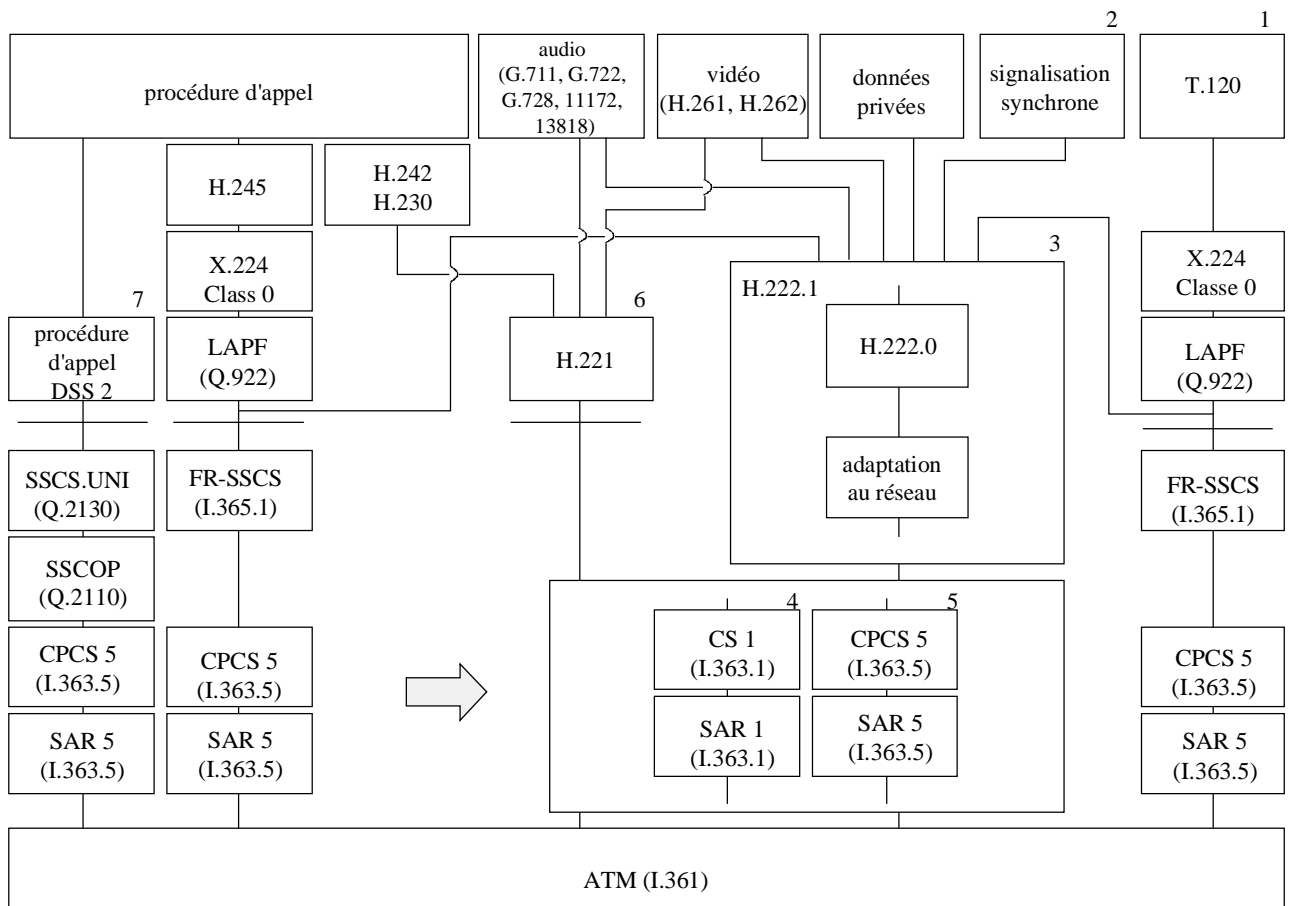 2
1
procédure d'appel
audio
(G.711, G.722,
G.728, 11172,
13818)
vidéo
(H.261, H.262)
données
privées
signalisation
synchrone
T.120
H.245
H.242
H.230
X.224
Class 0
3
H.222.1
X.224
Classe 0
7
procédure
d'appel
DSS 2
LAPF
(Q.922)
6
H.221
H.222.0
LAPF
(Q.922)
SSCS.UNI
(Q.2130)
FR-SSCS
(I.365.1)
adaptation
au réseau
FR-SSCS
(I.365.1)
SSCOP
(Q.2110)
4
5
CPCS 5
(I.363.5)
CPCS 5
(I.363.5)
CS 1
(I.363.1)
CPCS 5
(I.363.5)
CPCS 5
(I.363.5)
SAR 5
(I.363.5)
SAR 5
(I.363.5)
SAR 1
(I.363.1)
SAR 5
(I.363.5)
SAR 5
(I.363.5)
ATM (I.361)